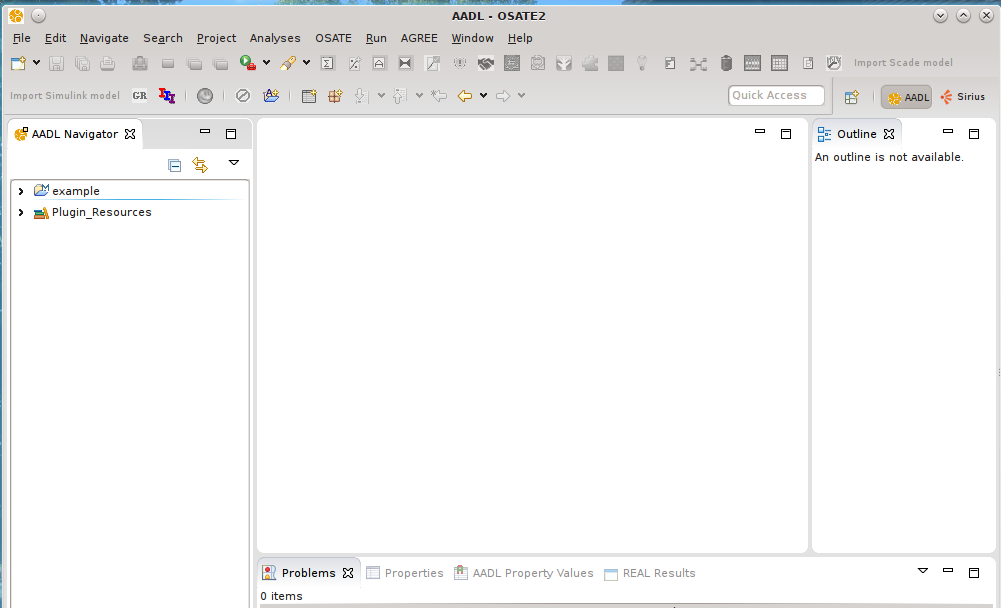 AADL - OSATE2
File Edit Navigate Search Project Analyses OSATE Run AGREE Window Help
Import Scade model
Import Simulink model GR Quick Access AADL Sirius
AADL Navigator
Outline
An outline is not available.
example
Plugin_Resources
Problems Properties AADL Property Values REAL Results
0 items